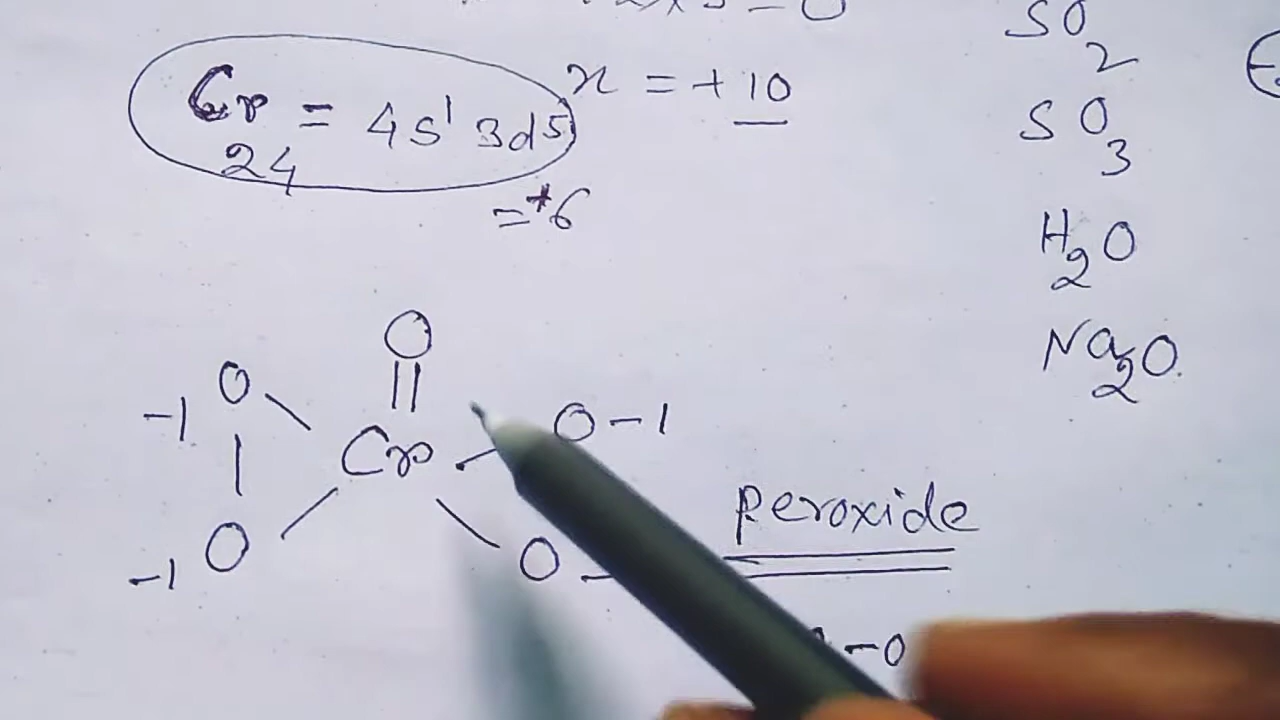 x = +10
Cr = 4s¹ 3d⁵
24
= +6
O
O
-1
Cr
O -1
O
-1
O -
peroxide
-O
SO₂
SO₃
H₂O
Na₂O